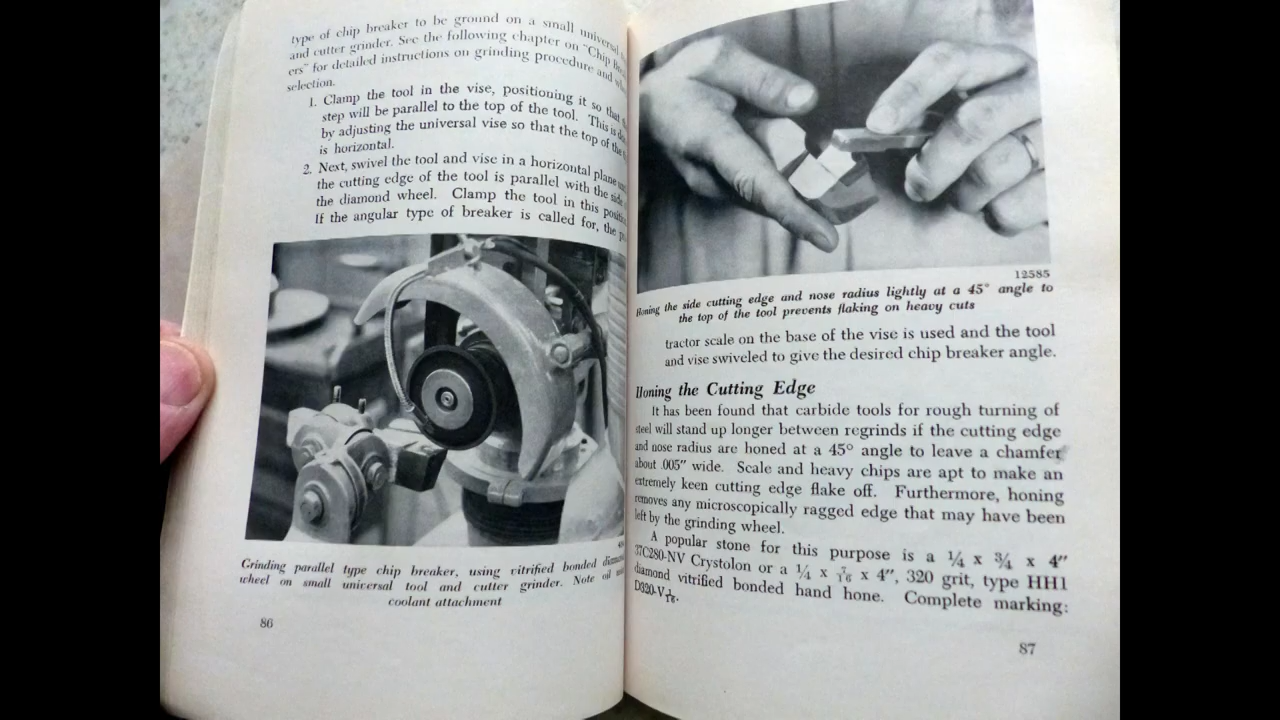 type of chip breaker to be ground on a small universal
and cutter grinder. See the following chapter on "Chip
ers" for detailed instructions on grinding procedure and
selection.
1. Clamp the tool in the vise, positioning it so that
step will be parallel to the top of the tool. This is
by adjusting the universal vise so that the top of the
is horizontal.
2. Next, swivel the tool and vise in a horizontal plane
the cutting edge of the tool is parallel with the side
the diamond wheel. Clamp the tool in this
If the angular type of breaker is called for, the
Grinding parallel type chip breaker, using vitrified bonded
wheel on small universal tool and cutter grinder. Note oil
coolant attachment
86
12585
Honing the side cutting edge and nose radius lightly at a 45° angle to
the top of the tool prevents flaking on heavy cuts
tractor scale on the base of the vise is used and the tool
and vise swiveled to give the desired chip breaker angle.
Honing the Cutting Edge
It has been found that carbide tools for rough turning of
steel will stand up longer between regrinds if the cutting edge
and nose radius are honed at a 45° angle to leave a chamfer
about .005" wide. Scale and heavy chips are apt to make an
extremely keen cutting edge flake off. Furthermore, honing
removes any microscopically ragged edge that may have been
left by the grinding wheel.
A popular stone for this purpose is a ¼ x ¾ x 4"
37C280-NV Crystolon or a ¼ x 7/16 x 4", 320 grit, type HH1
diamond vitrified bonded hand hone. Complete marking:
D320-V1/16.
87